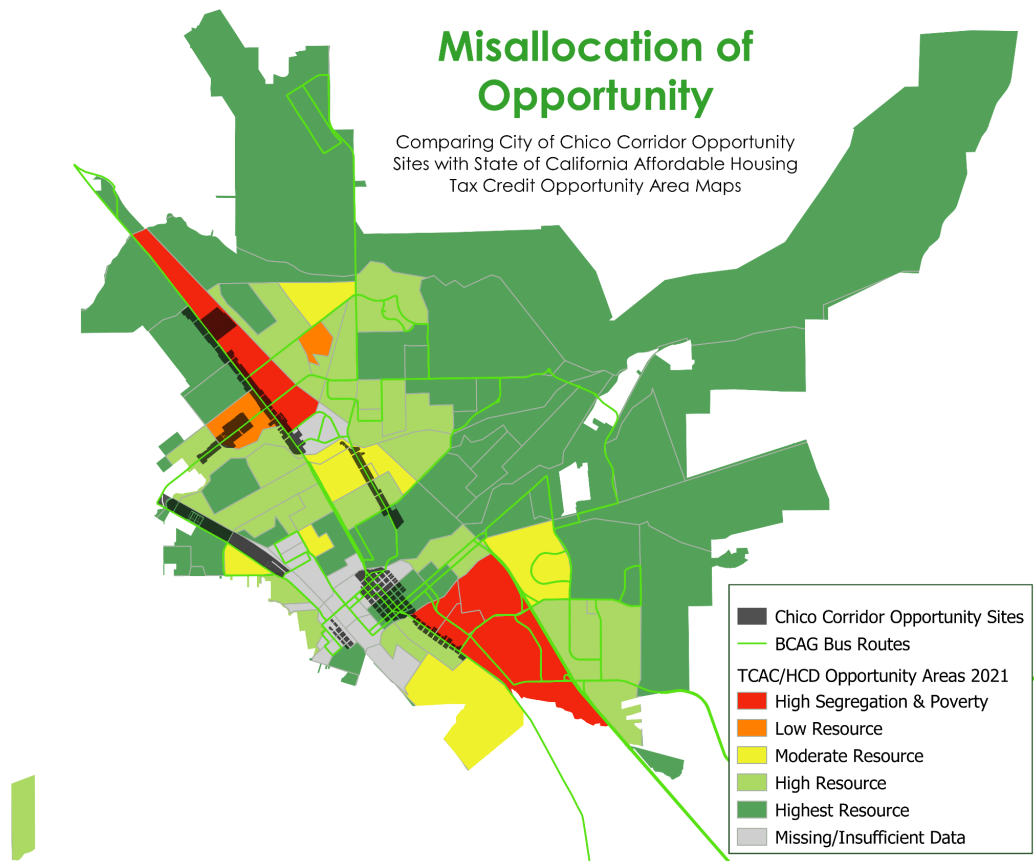 Misallocation of
Opportunity
Comparing City of Chico Corridor Opportunity
Sites with State of California Affordable Housing
Tax Credit Opportunity Area Maps
Chico Corridor Opportunity Sites
BCAG Bus Routes
TCAC/HCD Opportunity Areas 2021
High Segregation & Poverty
Low Resource
Moderate Resource
High Resource
Highest Resource
Missing/Insufficient Data